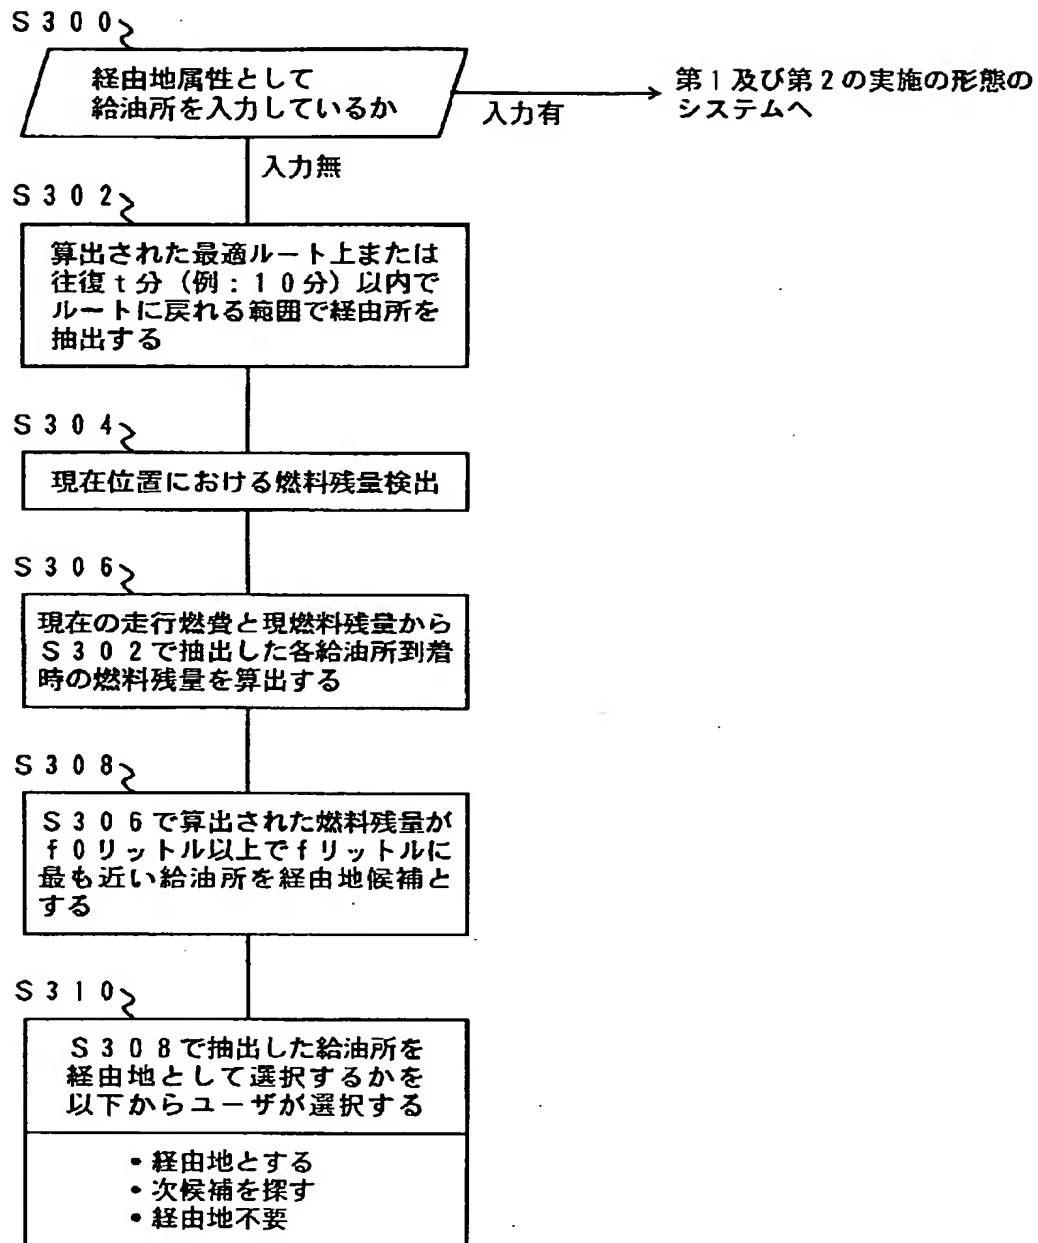 S300
経由地属性として
給油所を入力しているか
入力有
第1及び第2の実施の形態の
システムへ
入力無
S302
算出された最適ルート上または
往復t分（例：10分）以内で
ルートに戻れる範囲で経由所を
抽出する
S304
現在位置における燃料残量検出
S306
現在の走行燃費と現燃料残量から
S302で抽出した各給油所到着
時の燃料残量を算出する
S308
S306で算出された燃料残量が
f0リットル以上でfリットルに
最も近い給油所を経由地候補と
する
S310
S308で抽出した給油所を
経由地として選択するかを
以下からユーザが選択する
・経由地とする
・次候補を探す
・経由地不要